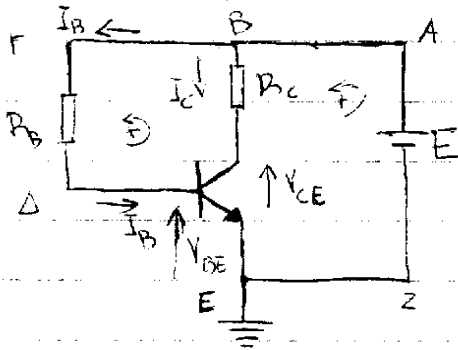 I_B B A
Γ
I_C R_C
R_B E
V_CE
Δ
I_B V_BE
E Z